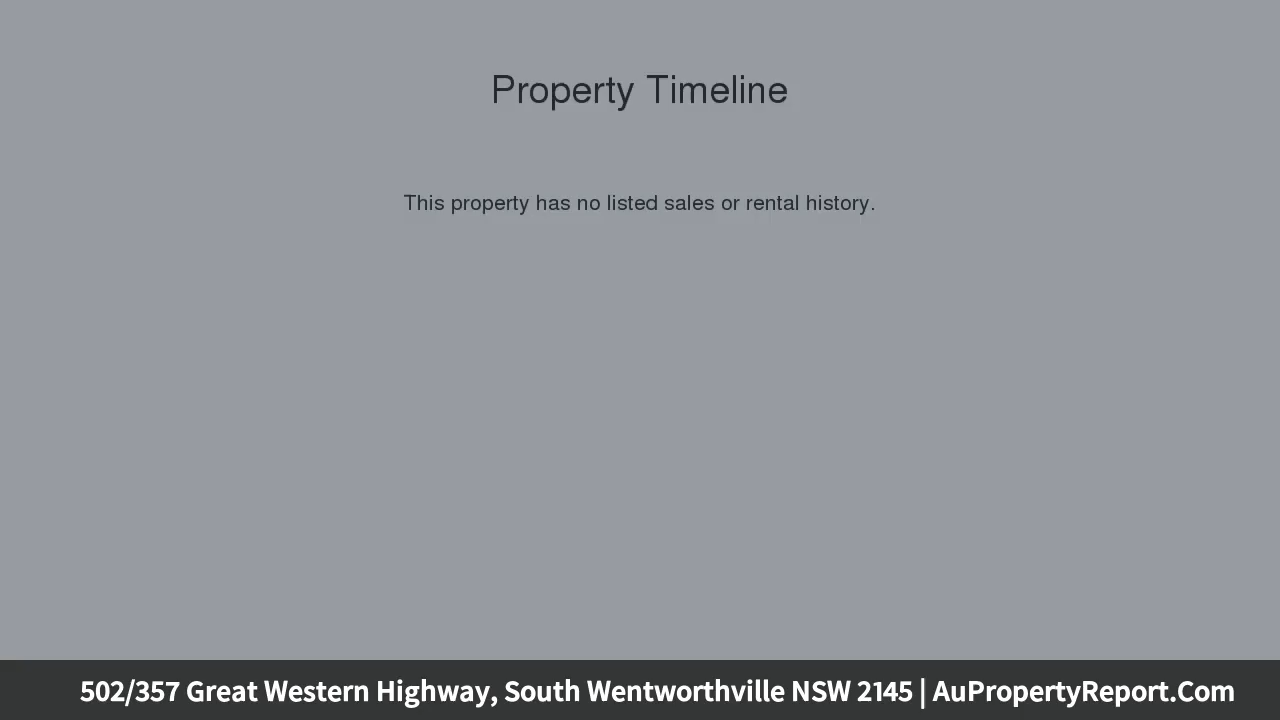 Property Timeline
This property has no listed sales or rental history.
502/357 Great Western Highway, South Wentworthville NSW 2145 | AuPropertyReport.Com